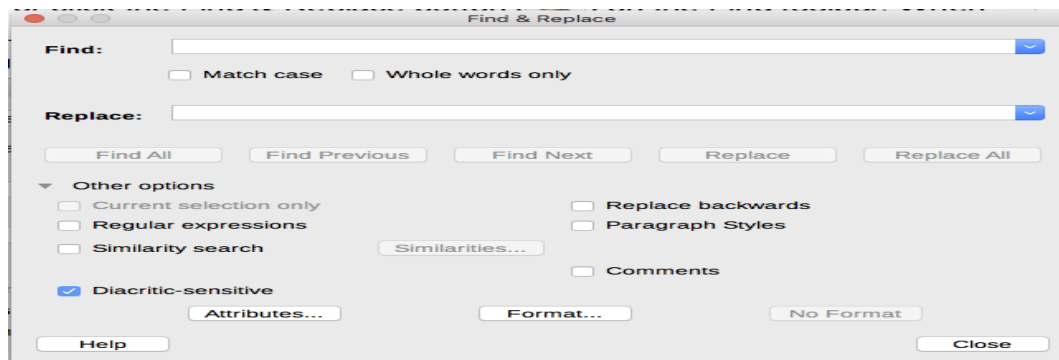 Find & Replace
Find:
Match case Whole words only
Replace:
Find All Find Previous Find Next Replace Replace All
Other options
Current selection only Replace backwards
Regular expressions Paragraph Styles
Similarity search Similarities...
Comments
Diacritic-sensitive
Attributes... Format... No Format
Help Close